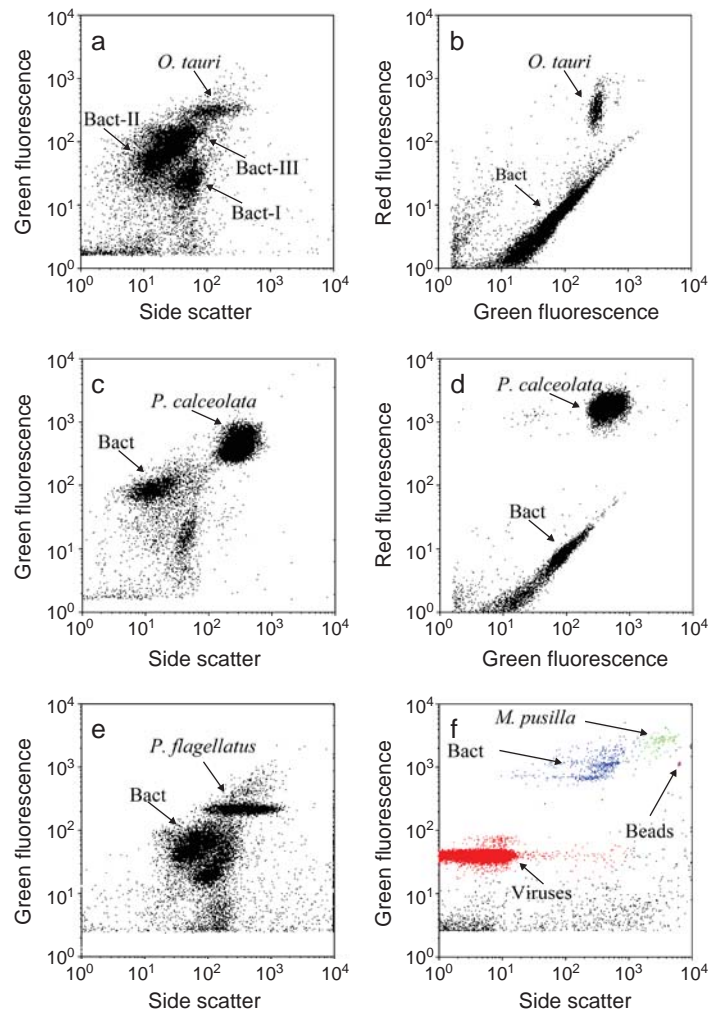 a
Green fluorescence
10⁴
10³
10²
10¹
10⁰
O. tauri
Bact-II
Bact-III
Bact-I
10⁰ 10¹ 10² 10³ 10⁴
Side scatter
b
Red fluorescence
10⁴
10³
10²
10¹
10⁰
O. tauri
Bact
10⁰ 10¹ 10² 10³ 10⁴
Green fluorescence
c
Green fluorescence
10⁴
10³
10²
10¹
10⁰
P. calceolata
Bact
10⁰ 10¹ 10² 10³ 10⁴
Side scatter
d
Red fluorescence
10⁴
10³
10²
10¹
10⁰
P. calceolata
Bact
10⁰ 10¹ 10² 10³ 10⁴
Green fluorescence
e
Green fluorescence
10⁴
10³
10²
10¹
10⁰
P. flagellatus
Bact
10⁰ 10¹ 10² 10³ 10⁴
Side scatter
f
Green fluorescence
10⁴
10³
10²
10¹
10⁰
M. pusilla
Bact
Beads
Viruses
10⁰ 10¹ 10² 10³ 10⁴
Side scatter